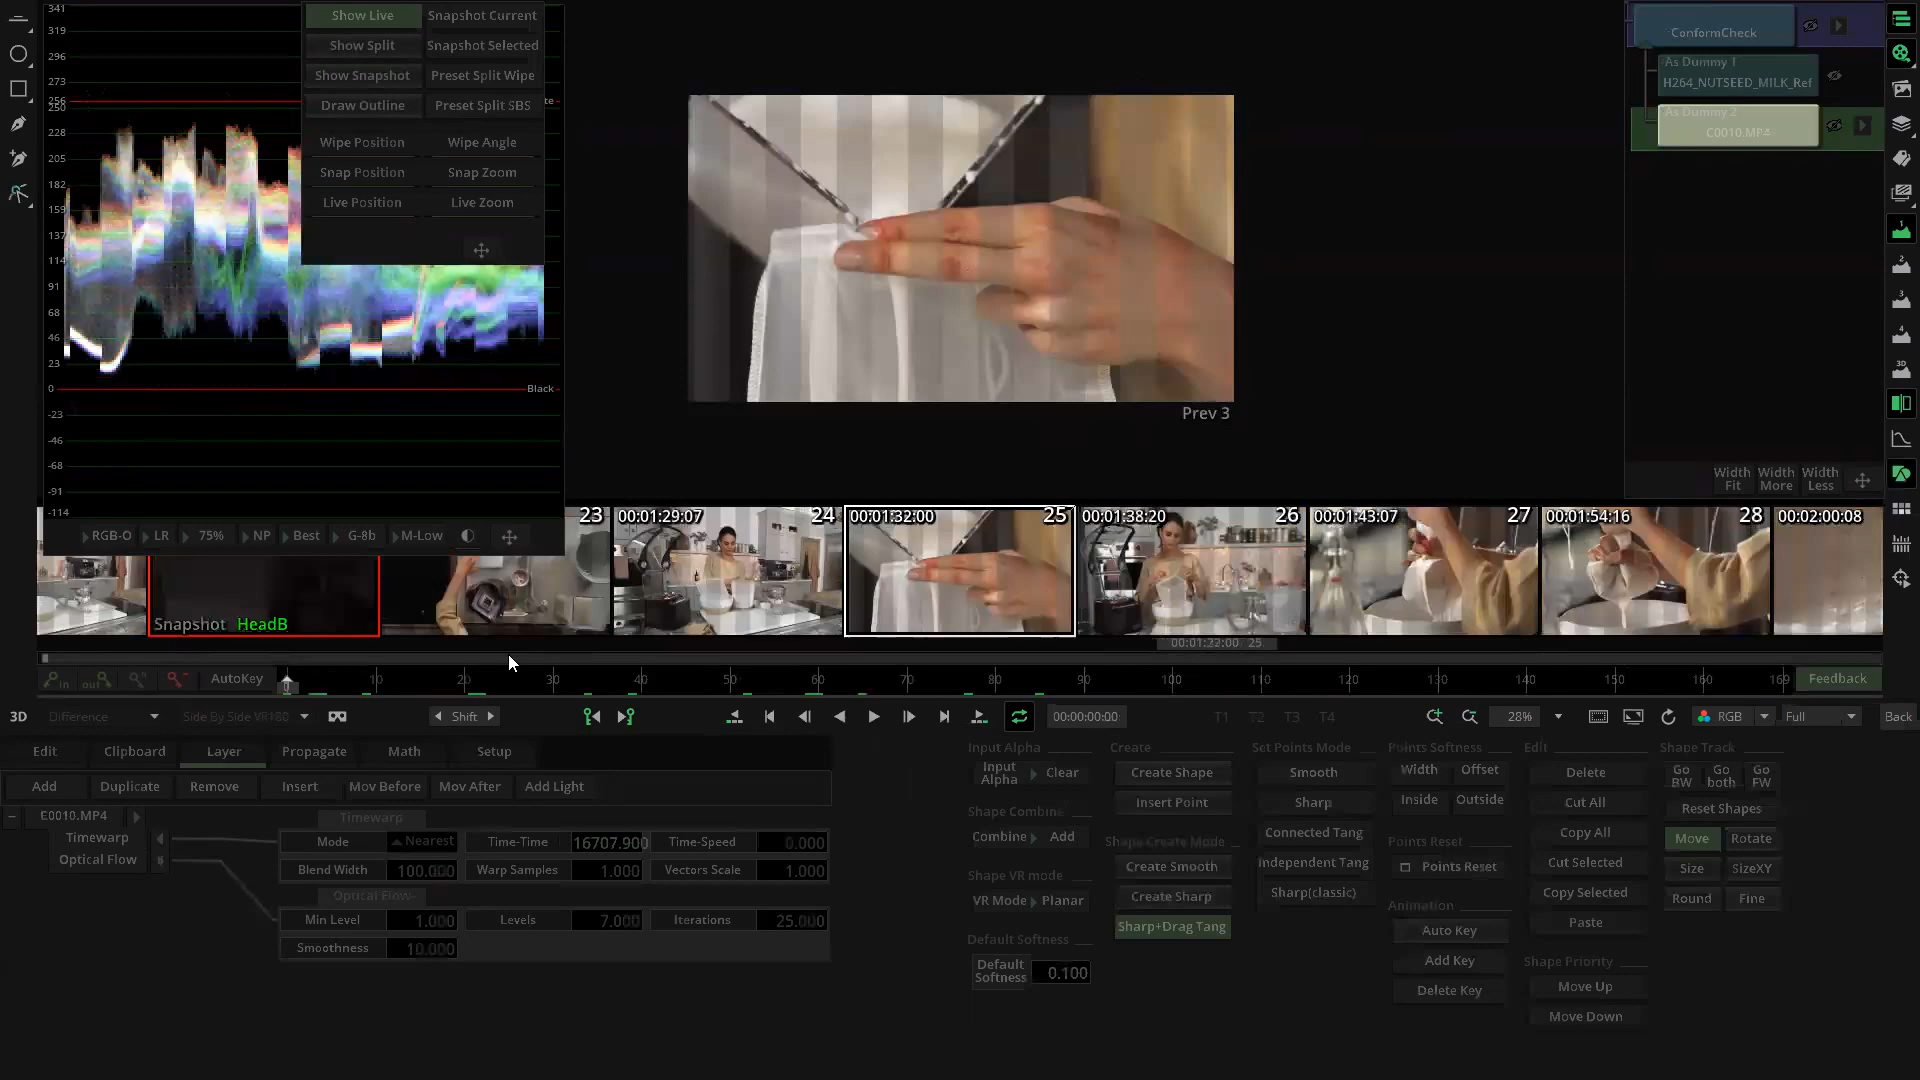 341
319
296
273
256
250
228
205
182
159
137
114
91
68
46
23
0
-23
-46
-68
-91
-114
Black
Show Live
Snapshot Current
Show Split
Snapshot Selected
Show Snapshot
Preset Split Wipe
Draw Outline
Preset Split SBS
Wipe Position
Wipe Angle
Snap Position
Snap Zoom
Live Position
Live Zoom
RGB-O
LR
75%
NP
Best
G-8b
M-Low
Prev 3
ConformCheck
As Dummy 1
H264_NUTSEED_MILK_Ref
As Dummy 2
C0010.MP4
Width Fit
Width More
Width Less
Snapshot HeadB
23
00:01:29:07 24
00:01:32:00 25
00:01:38:20 26
00:01:43:07 27
00:01:54:16 28
00:02:00:08
in
out
AutoKey
10
20
30
40
50
60
70
80
90
100
110
120
130
140
150
160
169
Feedback
3D
Difference
Side By Side VR180
Shift
00:00:00:00
T1
T2
T3
T4
28%
RGB
Full
Back
Edit
Clipboard
Layer
Propagate
Math
Setup
Add
Duplicate
Remove
Insert
Mov Before
Mov After
Add Light
Timewarp
Optical Flow
Timewarp
Mode
Nearest
Time-Time
16707.900
Time-Speed
0.000
Blend Width
100.000
Warp Samples
1.000
Vectors Scale
1.000
Optical Flow
Min Level
1.000
Levels
7.000
Iterations
25.000
Smoothness
10.000
Input Alpha
Input Alpha
Clear
Shape Combine
Combine
Add
Shape VR mode
VR Mode
Planar
Default Softness
Default Softness
0.100
Create
Create Shape
Insert Point
Shape Create Mode
Create Smooth
Create Sharp
Sharp+Drag Tang
Set Points Mode
Smooth
Sharp
Connected Tang
Independent Tang
Sharp(classic)
Points Softness
Width
Offset
Inside
Outside
Points Reset
Points Reset
Animation
Auto Key
Add Key
Delete Key
Edit
Delete
Cut All
Copy All
Cut Selected
Copy Selected
Paste
Shape Priority
Move Up
Move Down
Shape Track
Go BW
Go both
Go FW
Reset Shapes
Move
Rotate
Size
SizeXY
Round
Fine